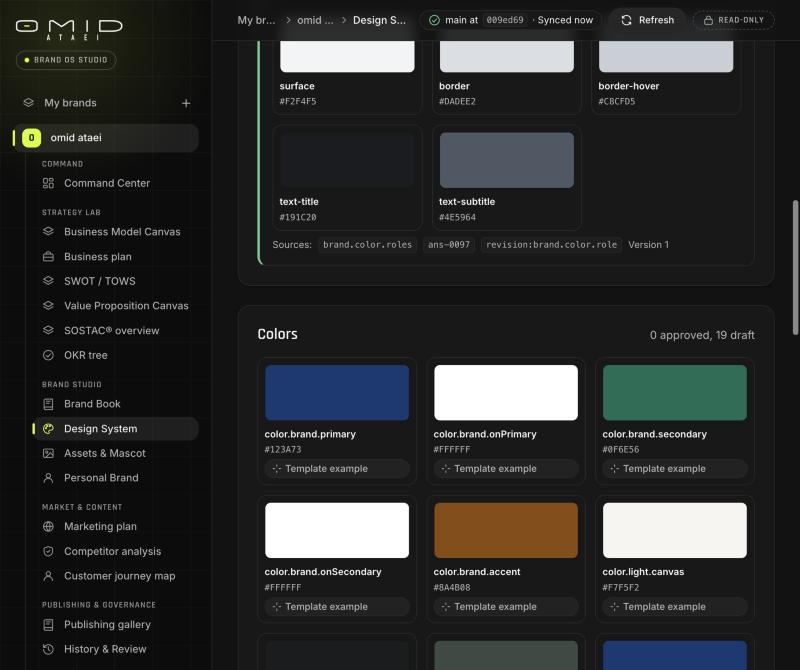 OMID
ATAEI
BRAND OS STUDIO
My brands
O omid ataei
COMMAND
Command Center
STRATEGY LAB
Business Model Canvas
Business plan
SWOT / TOWS
Value Proposition Canvas
SOSTAC® overview
OKR tree
BRAND STUDIO
Brand Book
Design System
Assets & Mascot
Personal Brand
MARKET & CONTENT
Marketing plan
Competitor analysis
Customer journey map
PUBLISHING & GOVERNANCE
Publishing gallery
History & Review
My br... > omid ... > Design S... main at 009ed69 · Synced now Refresh READ-ONLY
surface border border-hover
#F2F4F5 #DADEE2 #C8CFD5
text-title text-subtitle
#191C20 #4E5964
Sources: brand.color.roles ans-0097 revision:brand.color.role Version 1
Colors 0 approved, 19 draft
color.brand.primary color.brand.onPrimary color.brand.secondary
#123A73 #FFFFFF #0F6E56
Template example Template example Template example
color.brand.onSecondary color.brand.accent color.light.canvas
#FFFFFF #8A4B08 #F7F5F2
Template example Template example Template example